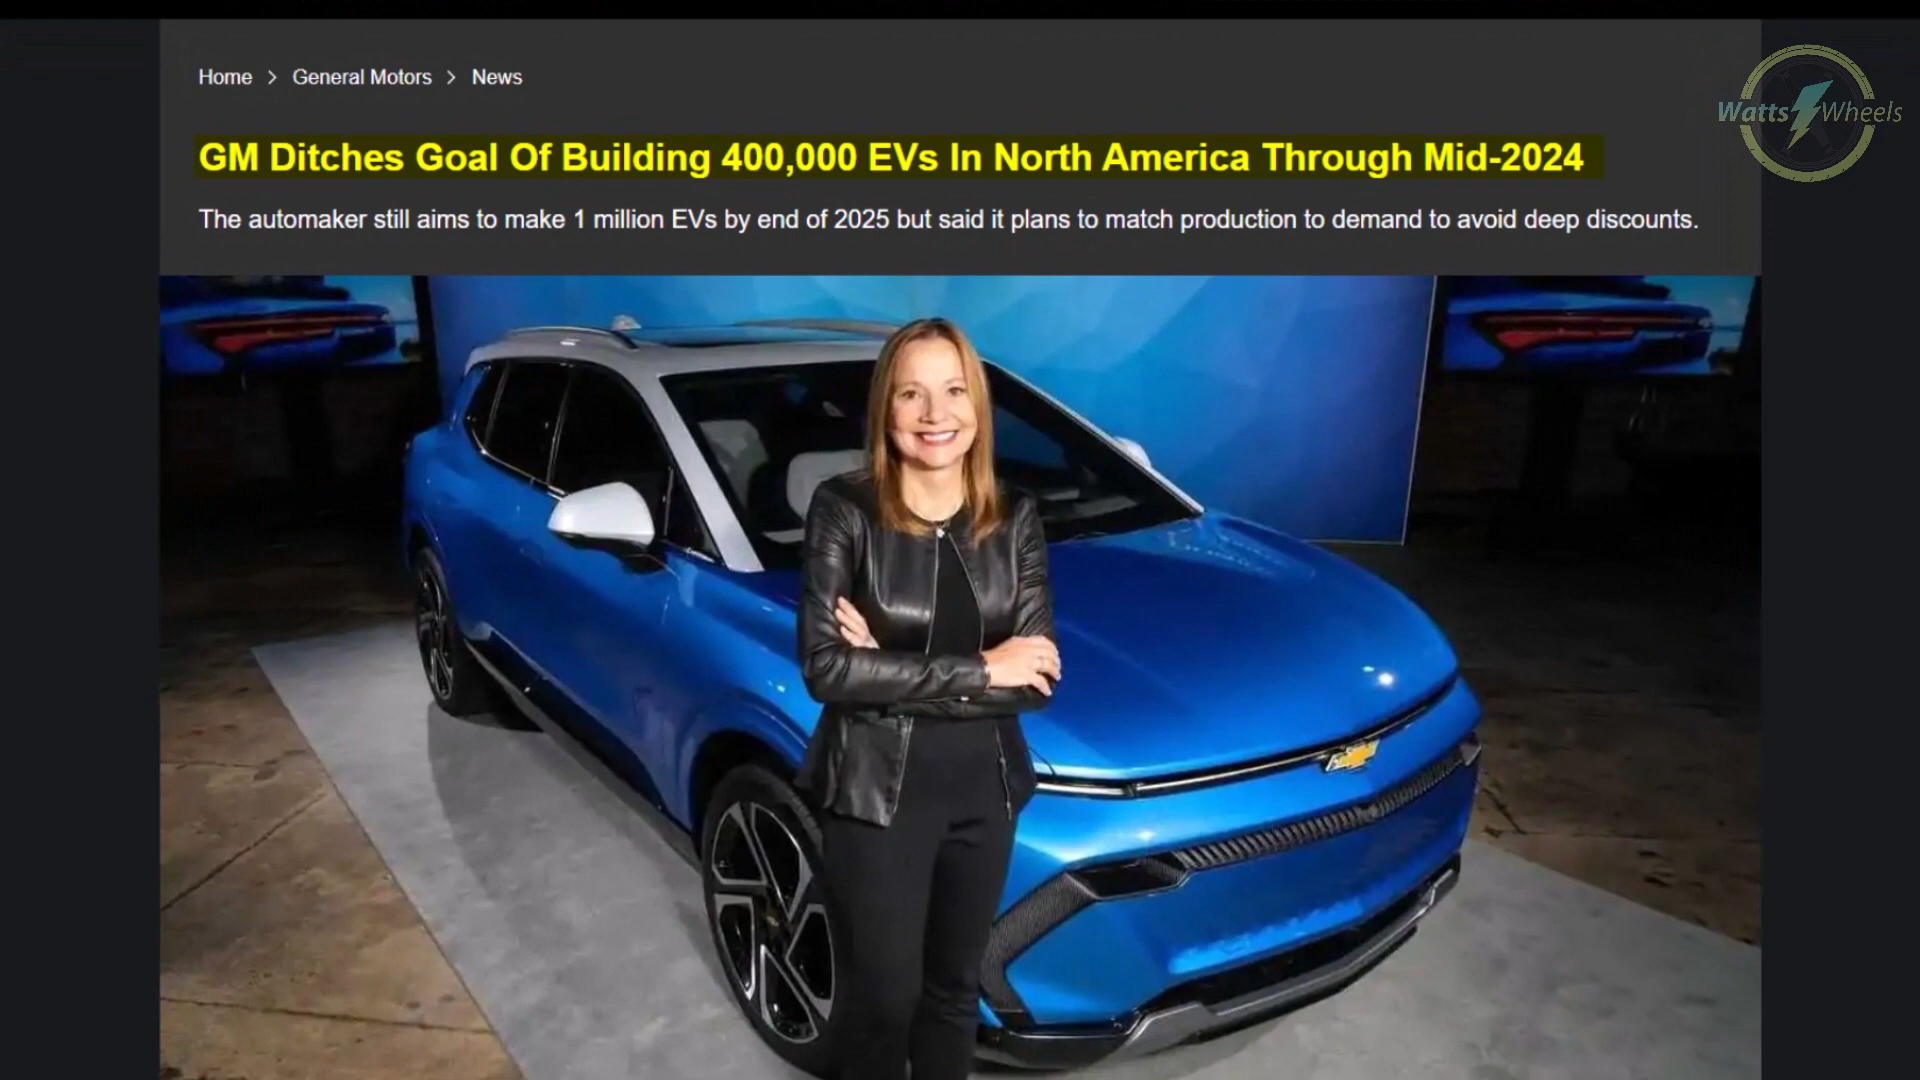 Home > General Motors > News
Watts Wheels
GM Ditches Goal Of Building 400,000 EVs In North America Through Mid-2024
The automaker still aims to make 1 million EVs by end of 2025 but said it plans to match production to demand to avoid deep discounts.